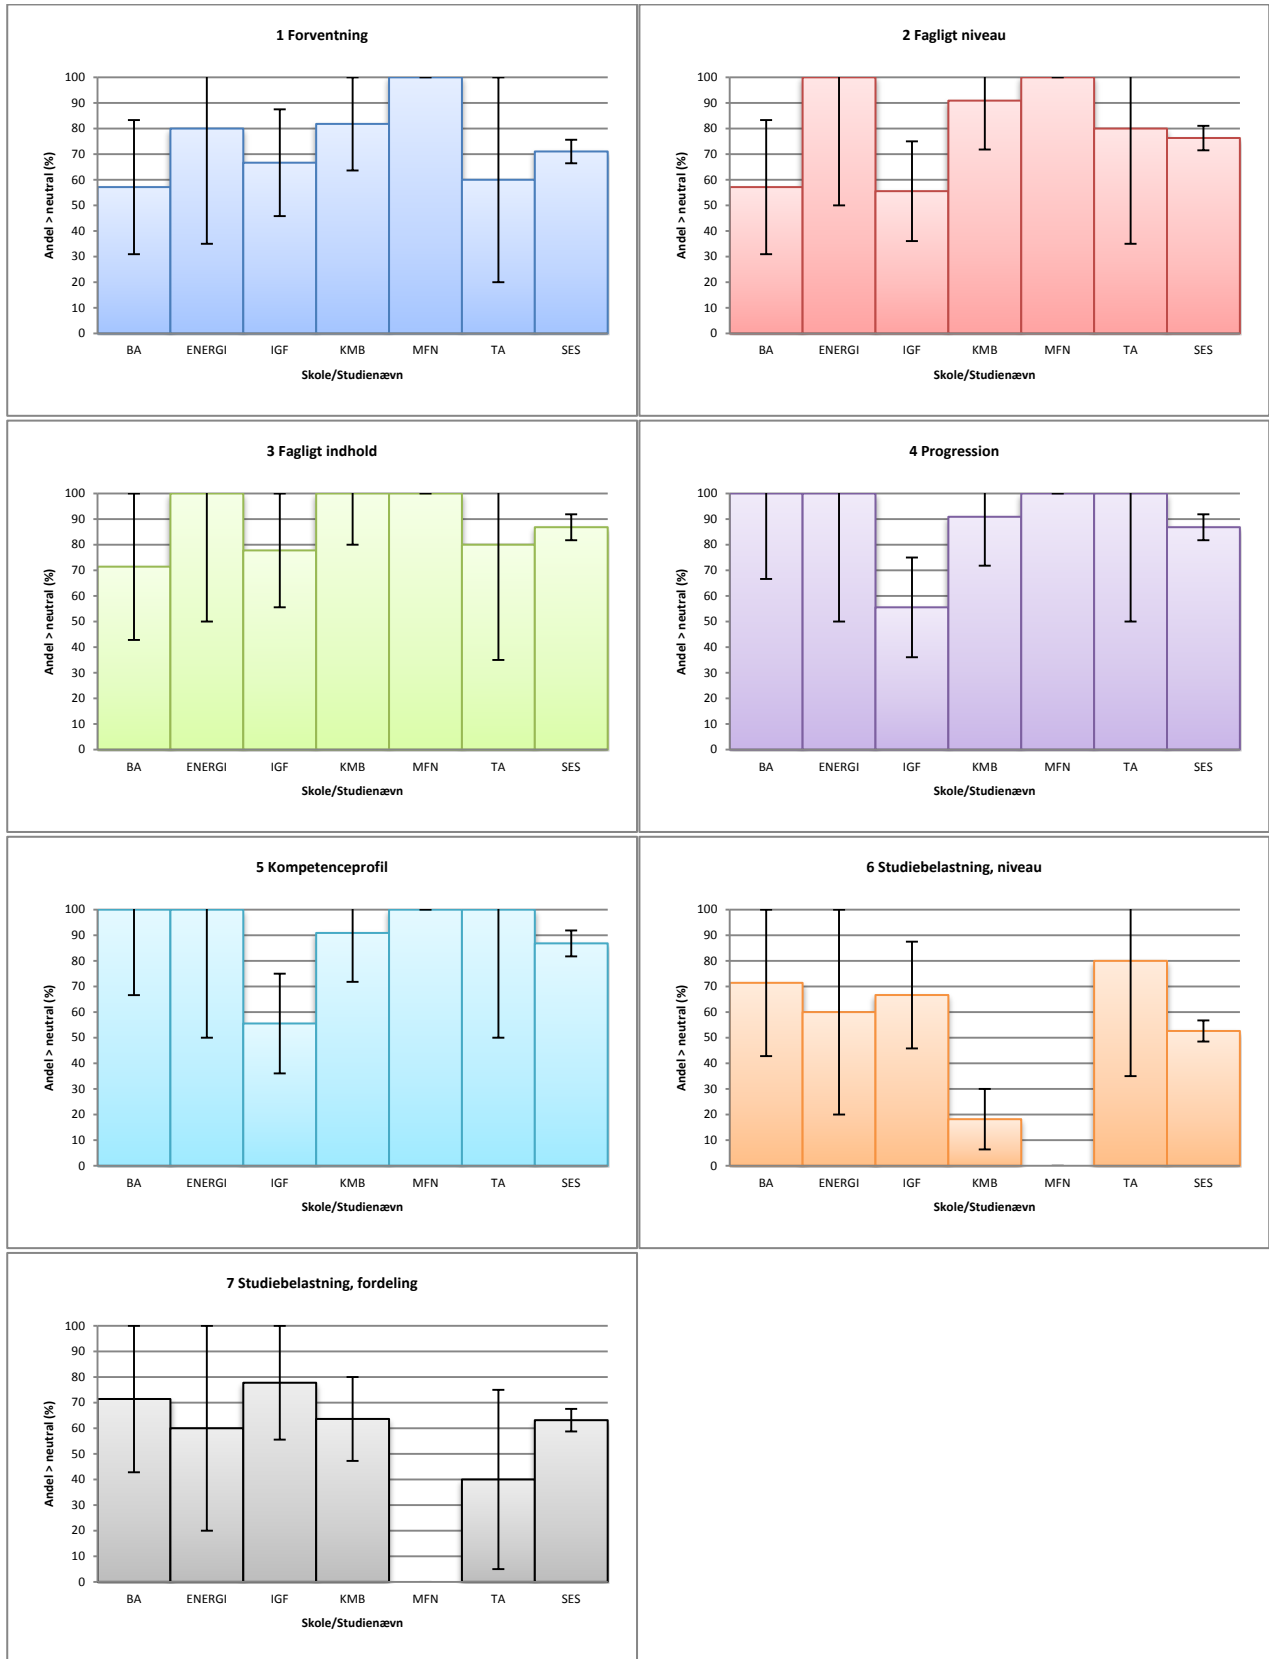 1 Forventning
100
90
80
70
60
50
40
30
20
10
0
Andel > neutral (%)
BA ENERGI IGF KMB MFN TA SES
Skole/Studienævn
2 Fagligt niveau
100
90
80
70
60
50
40
30
20
10
0
Andel > neutral (%)
BA ENERGI IGF KMB MFN TA SES
Skole/Studienævn
3 Fagligt indhold
100
90
80
70
60
50
40
30
20
10
0
Andel > neutral (%)
BA ENERGI IGF KMB MFN TA SES
Skole/Studienævn
4 Progression
100
90
80
70
60
50
40
30
20
10
0
Andel > neutral (%)
BA ENERGI IGF KMB MFN TA SES
Skole/Studienævn
5 Kompetenceprofil
100
90
80
70
60
50
40
30
20
10
0
Andel > neutral (%)
BA ENERGI IGF KMB MFN TA SES
Skole/Studienævn
6 Studiebelastning, niveau
100
90
80
70
60
50
40
30
20
10
0
Andel > neutral (%)
BA ENERGI IGF KMB MFN TA SES
Skole/Studienævn
7 Studiebelastning, fordeling
100
90
80
70
60
50
40
30
20
10
0
Andel > neutral (%)
BA ENERGI IGF KMB MFN TA SES
Skole/Studienævn